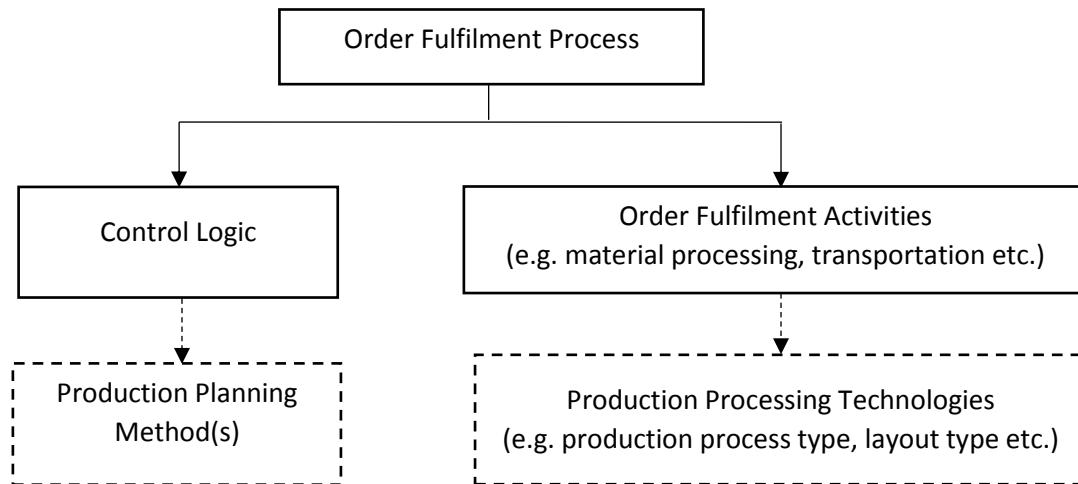 Order Fulfilment Process
Control Logic
Order Fulfilment Activities
(e.g. material processing, transportation etc.)
Production Planning
Method(s)
Production Processing Technologies
(e.g. production process type, layout type etc.)